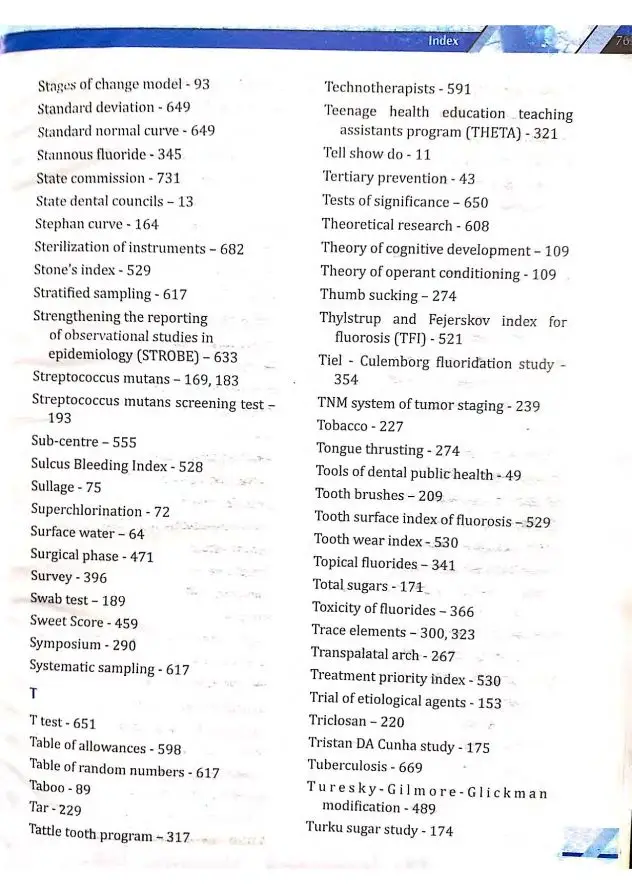 Index
Stages of change model - 93
Standard deviation - 649
Standard normal curve - 649
Stannous fluoride - 345
State commission - 731
State dental councils – 13
Stephan curve - 164
Sterilization of instruments – 682
Stone's index - 529
Stratified sampling - 617
Strengthening the reporting
of observational studies in
epidemiology (STROBE) – 633
Streptococcus mutans – 169, 183
Streptococcus mutans screening test –
193
Sub-centre – 555
Sulcus Bleeding Index - 528
Sullage - 75
Superchlorination - 72
Surface water – 64
Surgical phase - 471
Survey - 396
Swab test – 189
Sweet Score - 459
Symposium - 290
Systematic sampling - 617
T
T test - 651
Table of allowances - 598
Table of random numbers - 617
Taboo - 89
Tar - 229
Tattle tooth program – 317
Technotherapists - 591
Teenage health education teaching
assistants program (THETA) - 321
Tell show do - 11
Tertiary prevention - 43
Tests of significance – 650
Theoretical research - 608
Theory of cognitive development – 109
Theory of operant conditioning - 109
Thumb sucking – 274
Thylstrup and Fejerskov index for
fluorosis (TFI) - 521
Tiel - Culemborg fluoridation study -
354
TNM system of tumor staging - 239
Tobacco - 227
Tongue thrusting - 274
Tools of dental public health - 49
Tooth brushes – 209
Tooth surface index of fluorosis – 529
Tooth wear index - 530
Topical fluorides – 341
Total sugars - 171
Toxicity of fluorides – 366
Trace elements – 300, 323
Transpalatal arch - 267
Treatment priority index - 530
Trial of etiological agents - 153
Triclosan – 220
Tristan DA Cunha study - 175
Tuberculosis - 669
Turesky-Gilmore-Glickman
modification - 489
Turku sugar study - 174